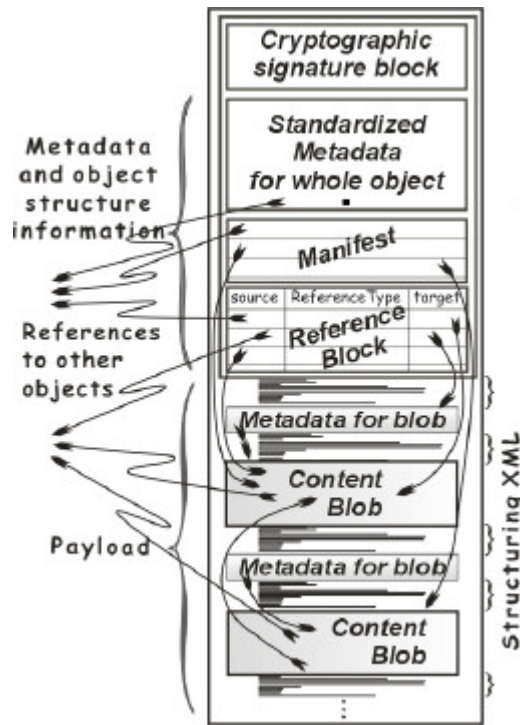 Cryptographic
signature block
Standardized
Metadata
for whole object
Metadata
and object
structure
information
Manifest
source ReferenceType target
Reference
Block
References
to other
objects
Metadata for blob
Content
Blob
Payload
Metadata for blob
Content
Blob
Structuring XML